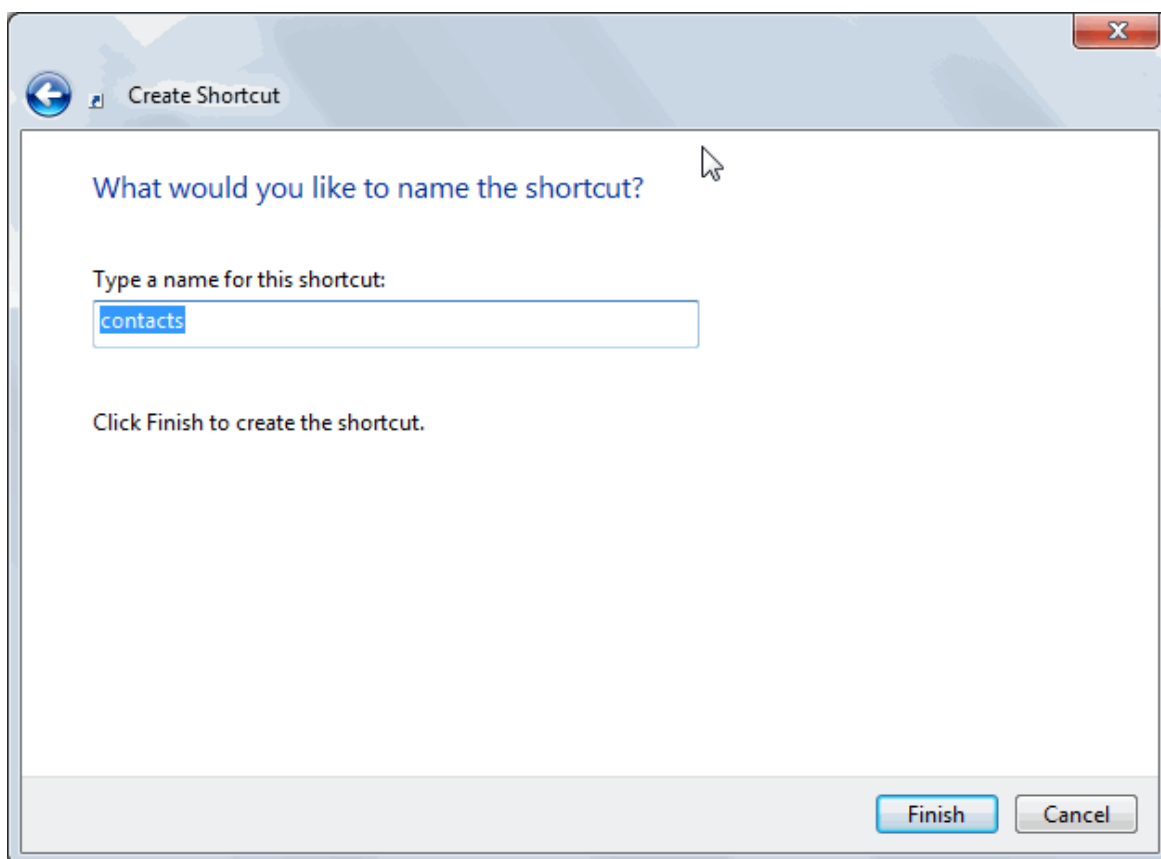 Create Shortcut
What would you like to name the shortcut?
Type a name for this shortcut:
contacts
Click Finish to create the shortcut.
Finish Cancel